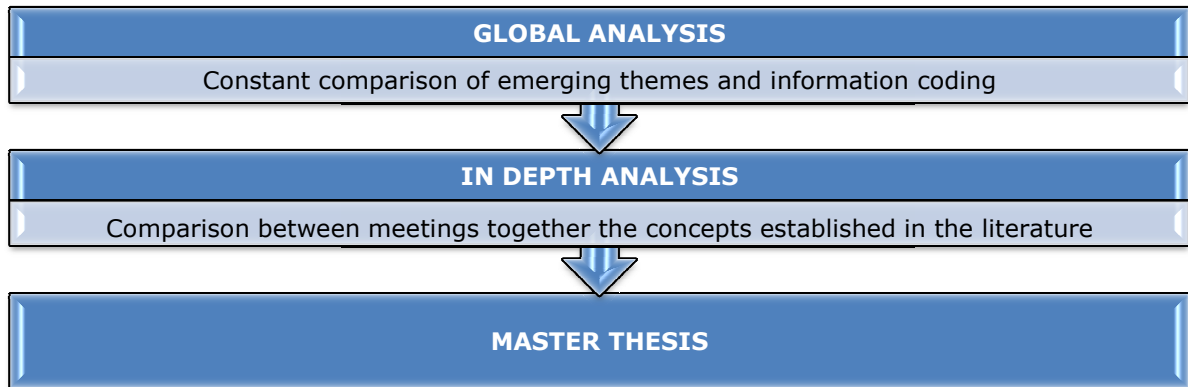 GLOBAL ANALYSIS
Constant comparison of emerging themes and information coding
IN DEPTH ANALYSIS
Comparison between meetings together the concepts established in the literature
MASTER THESIS